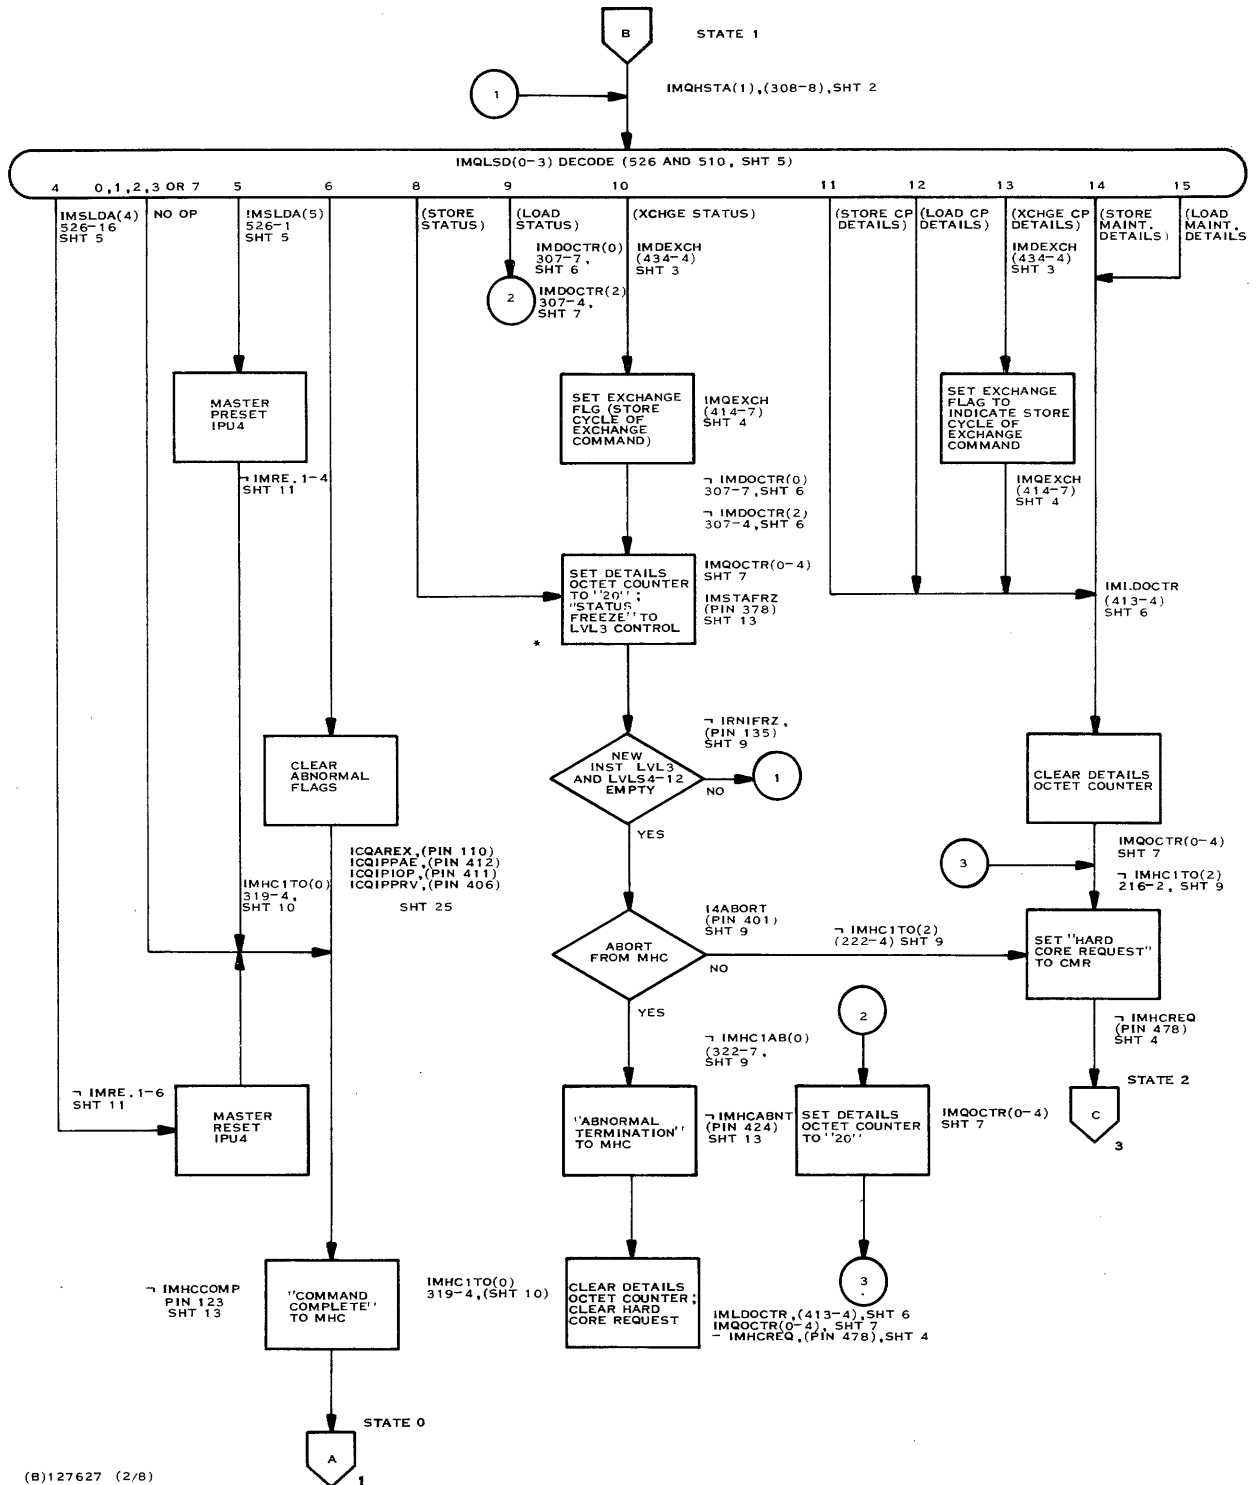 B
STATE 1
1
IMQHSTA(1),(308-8),SHT 2
IMQLSD(0-3) DECODE (526 AND 510, SHT 5)
4
0,1,2,3 OR 7
5
6
8
9
10
11
12
13
14
15
IMSLDA(4)
526-16
SHT 5
NO OP
IMSLDA(5)
526-1
SHT 5
(STORE
STATUS)
(LOAD
STATUS)
IMDOCTR(0)
307-7,
SHT 6
2
IMDOCTR(2)
307-4,
SHT 7
(XCHGE STATUS)
IMDEXCH
(434-4)
SHT 3
(STORE CP
DETAILS)
(LOAD CP
DETAILS)
(XCHGE CP
DETAILS)
IMDEXCH
(434-4)
SHT 3
(STORE
MAINT.
DETAILS)
(LOAD
MAINT.
DETAILS
MASTER
PRESET
IPU4
¬ IMRE.1-4
SHT 11
SET EXCHANGE
FLG (STORE
CYCLE OF
EXCHANGE
COMMAND)
IMQEXCH
(414-7)
SHT 4
SET EXCHANGE
FLAG TO
INDICATE STORE
CYCLE OF
EXCHANGE
COMMAND
IMQEXCH
(414-7)
SHT 4
¬ IMDOCTR(0)
307-7,SHT 6
¬ IMDOCTR(2)
307-4,SHT 6
SET DETAILS
OCTET COUNTER
TO "20";
"STATUS
FREEZE" TO
LVL3 CONTROL
*
IMQOCTR(0-4)
SHT 7
IMSTAFRZ
(PIN 378)
SHT 13
IMLDOCTR
(413-4)
SHT 6
CLEAR
ABNORMAL
FLAGS
¬ IRNIFRZ,
(PIN 135)
SHT 9
NEW
INST LVL3
AND LVLS4-12
EMPTY
NO
1
YES
CLEAR DETAILS
OCTET COUNTER
ICQAREX,(PIN 110)
ICQIPPAE,(PIN 412)
ICQIPIOP,(PIN 411)
ICQIPPRV,(PIN 406)
SHT 25
IMHC1TO(0)
319-4,
SHT 10
3
IMQOCTR(0-4)
SHT 7
¬ IMHC1TO(2)
216-2, SHT 9
I4ABORT
(PIN 401)
SHT 9
ABORT
FROM MHC
NO
¬ IMHC1TO(2)
(222-4) SHT 9
SET "HARD
CORE REQUEST"
TO CMR
YES
2
¬ IMHCREQ
(PIN 478)
SHT 4
¬ IMHC1AB(0)
(322-7,
SHT 9
STATE 2
C
3
¬ IMRE.1-6
SHT 11
MASTER
RESET
IPU4
"ABNORMAL
TERMINATION"
TO MHC
¬ IMHCABNT
(PIN 424)
SHT 13
SET DETAILS
OCTET COUNTER
TO "20"
IMQOCTR(0-4)
SHT 7
¬ IMHCCOMP
PIN 123
SHT 13
"COMMAND
COMPLETE"
TO MHC
IMHC1TO(0)
319-4,(SHT 10)
CLEAR DETAILS
OCTET COUNTER;
CLEAR HARD
CORE REQUEST
3
IMLDOCTR,(413-4),SHT 6
IMQOCTR(0-4), SHT 7
— IMHCREQ,(PIN 478),SHT 4
STATE 0
A
1
(B)127627 (2/8)